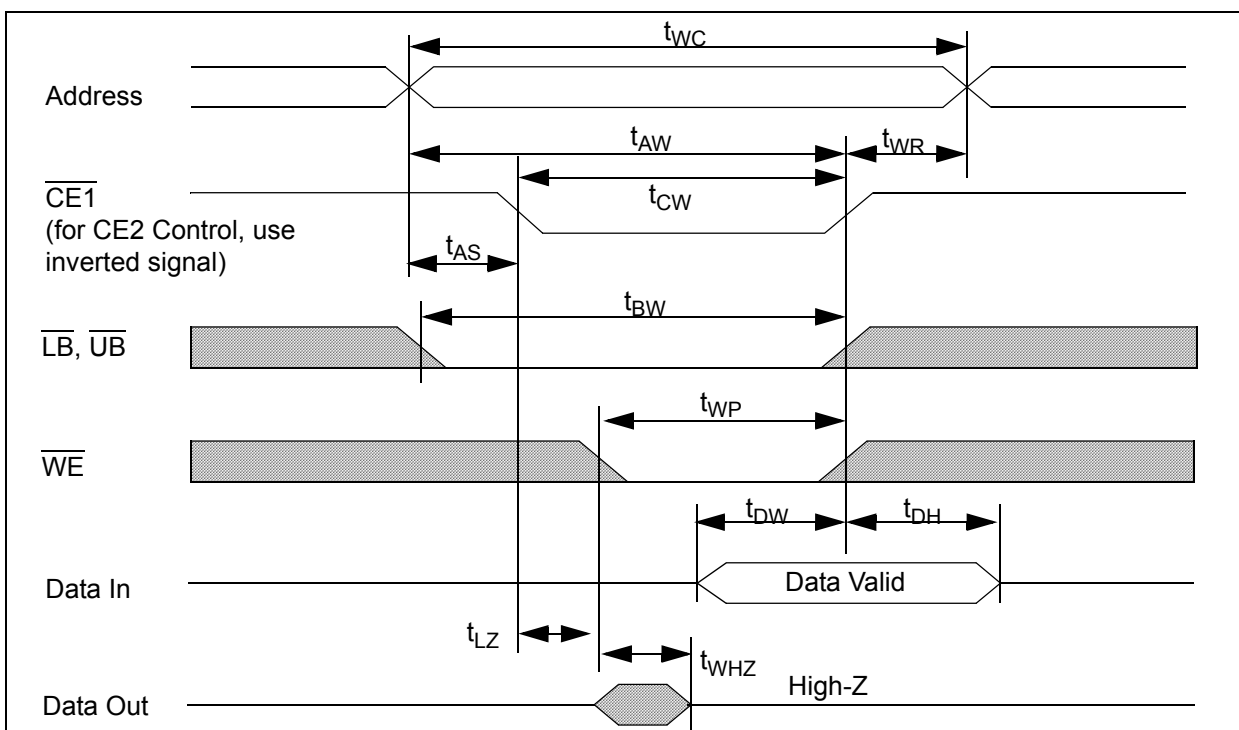 tWC
Address
tAW
tWR
CE1
(for CE2 Control, use
inverted signal)
tCW
tAS
tBW
LB, UB
tWP
WE
tDW
tDH
Data In
Data Valid
tLZ
tWHZ
High-Z
Data Out